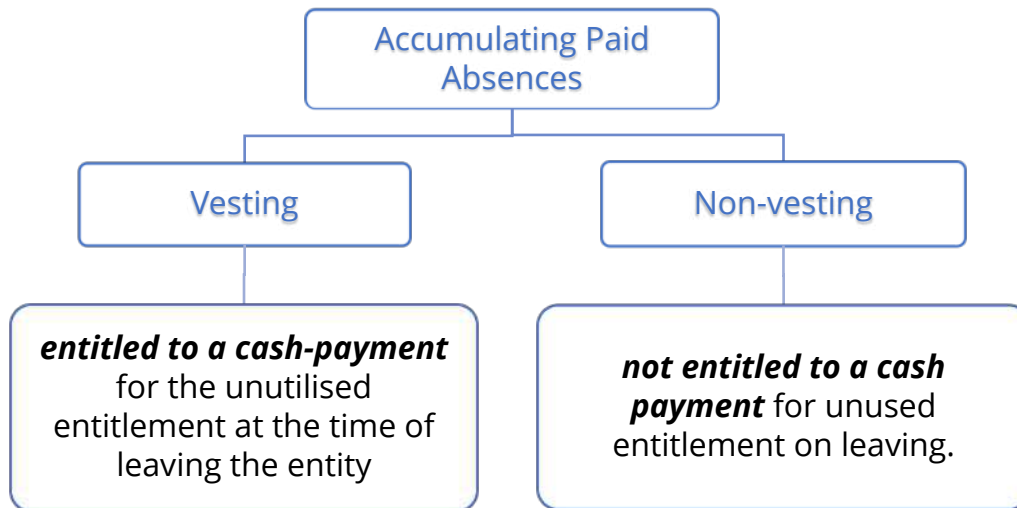 Accumulating Paid
Absences
Vesting
Non-vesting
entitled to a cash-payment
for the unutilised
entitlement at the time of
leaving the entity
not entitled to a cash
payment for unused
entitlement on leaving.